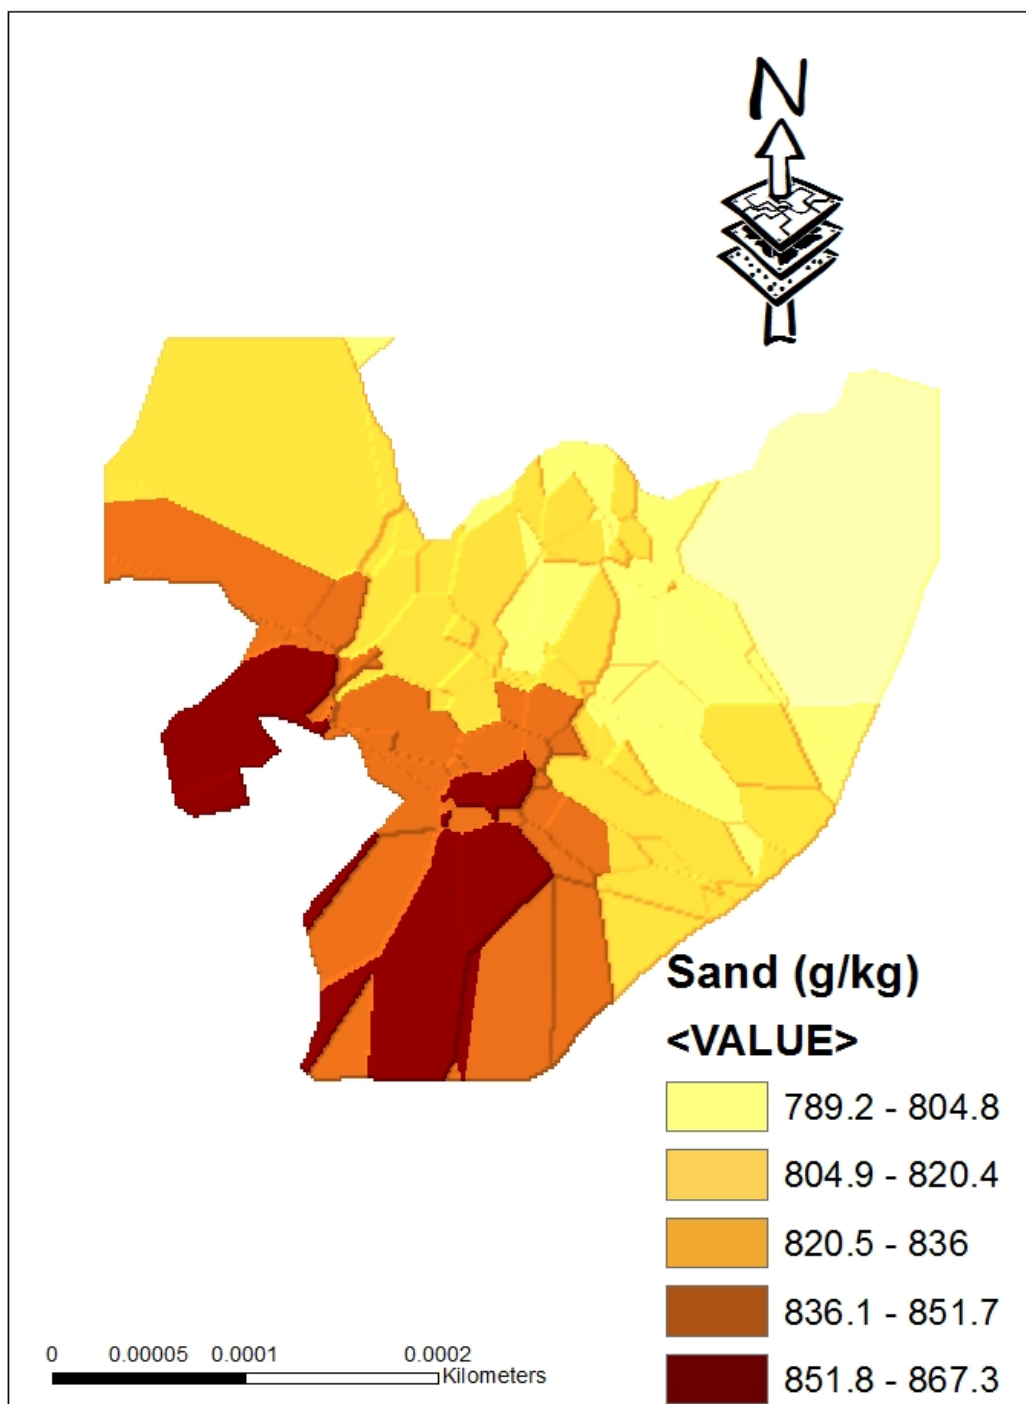 N
Sand (g/kg)
<VALUE>
789.2 - 804.8
804.9 - 820.4
820.5 - 836
836.1 - 851.7
851.8 - 867.3
0 0.00005 0.0001 0.0002
Kilometers